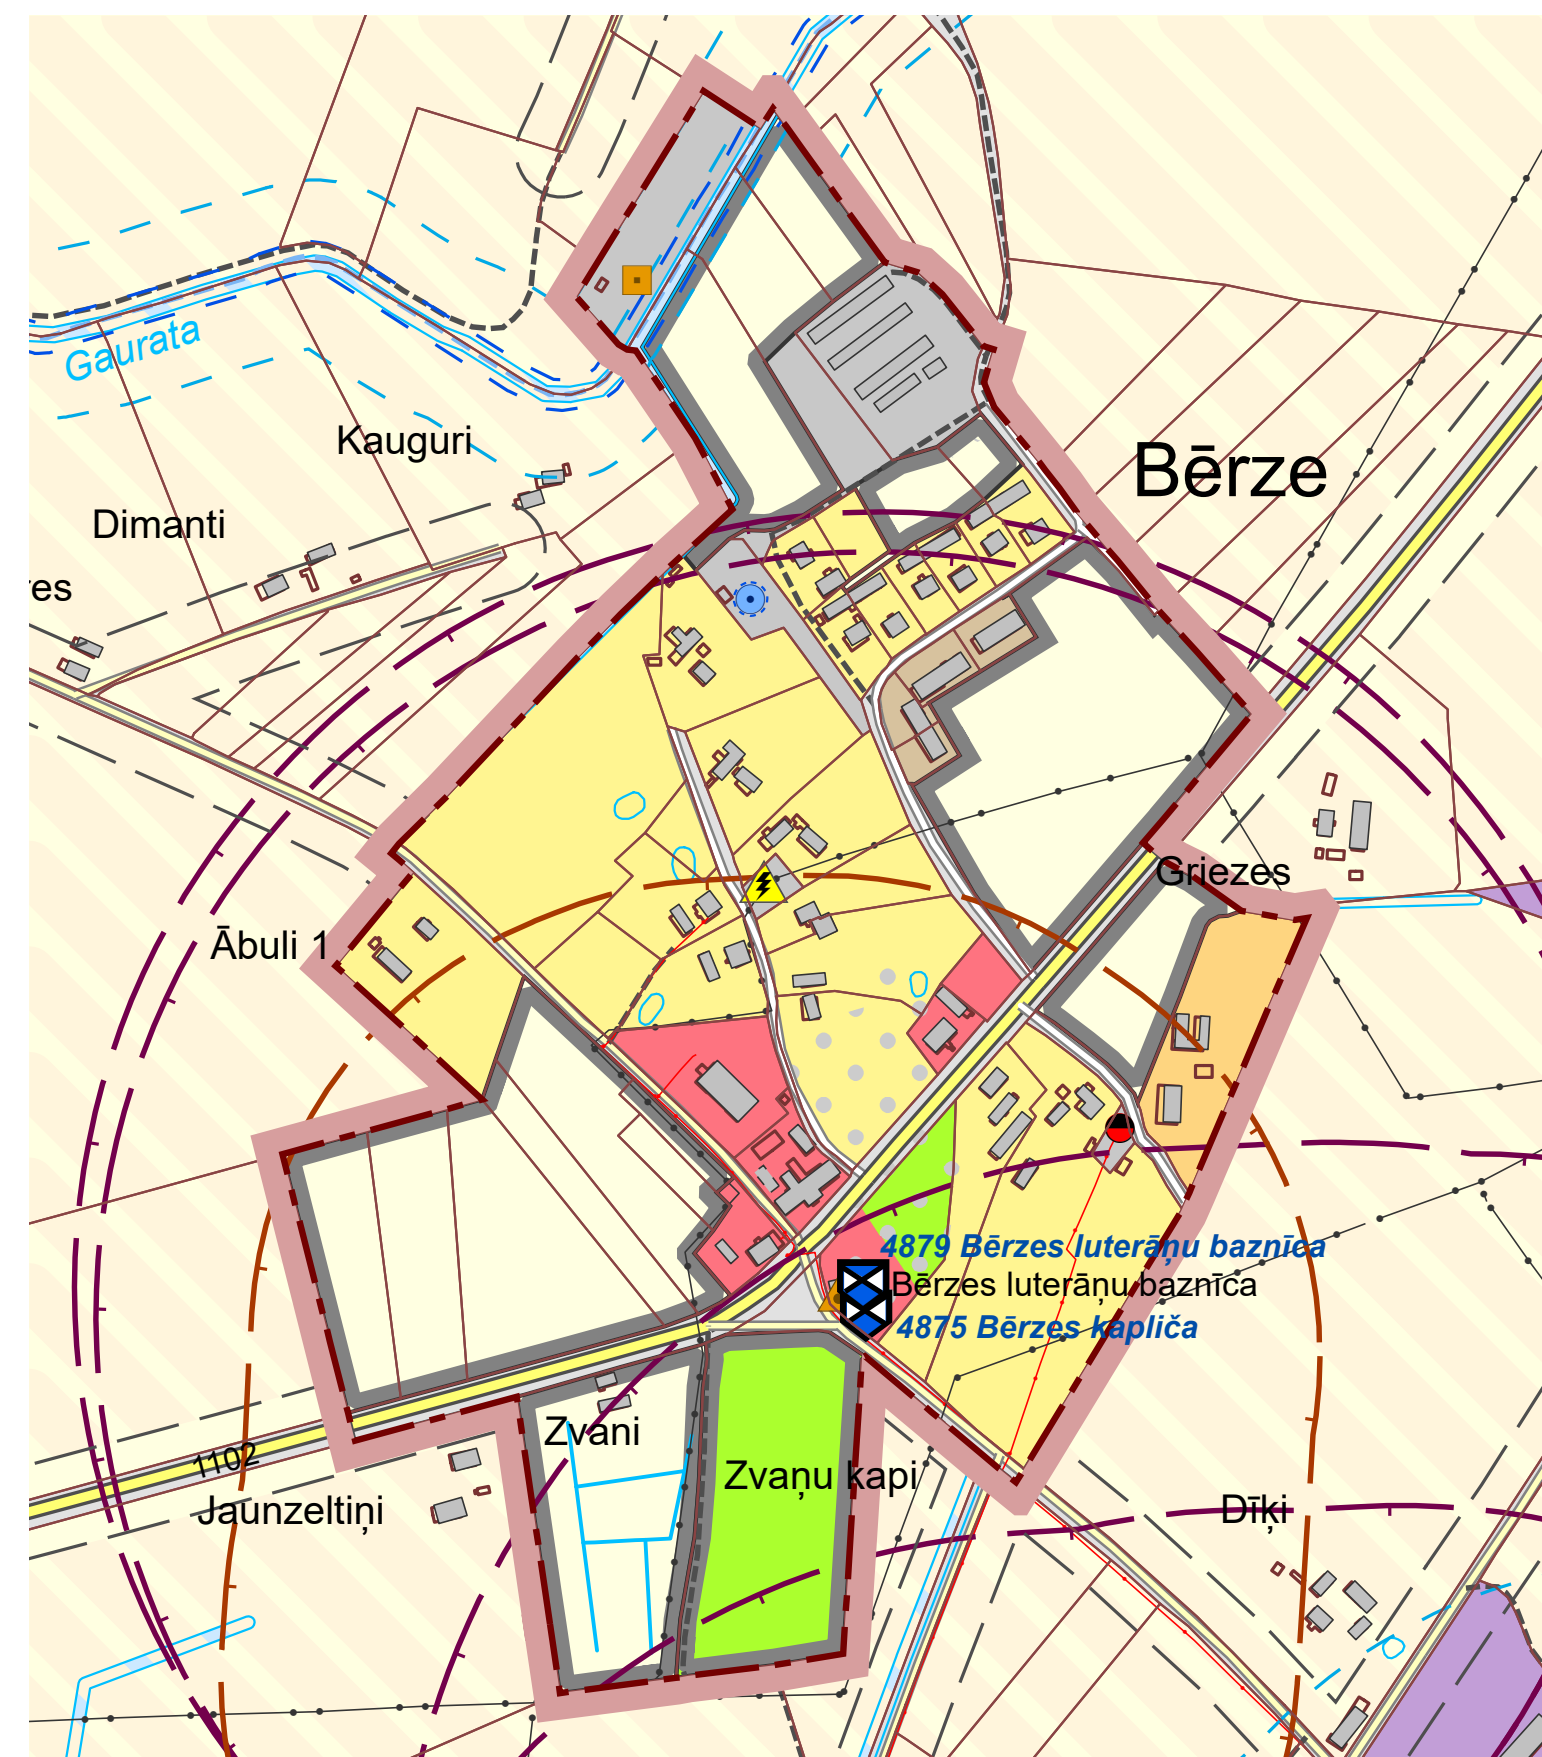 Gaurata
Kauguri
Bērze
Dimanti
res
Griezes
Ābuli 1
4879 Bērzes luterāņu baznīca
Bērzes luterāņu baznīca
4875 Bērzes kapliča
Zvani
1102
Zvaņu kapi
Jaunzeltiņi
Dīķi